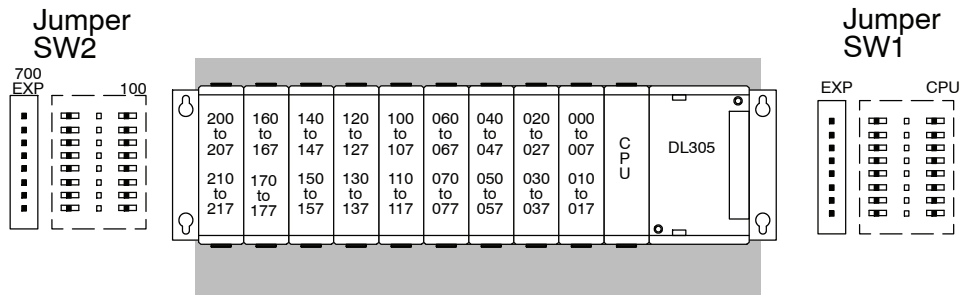 Jumper
SW2
700
EXP
100
200
to
207
210
to
217
160
to
167
170
to
177
140
to
147
150
to
157
120
to
127
130
to
137
100
to
107
110
to
117
060
to
067
070
to
077
040
to
047
050
to
057
020
to
027
030
to
037
000
to
007
010
to
017
C
P
U
DL305
Jumper
SW1
EXP
CPU